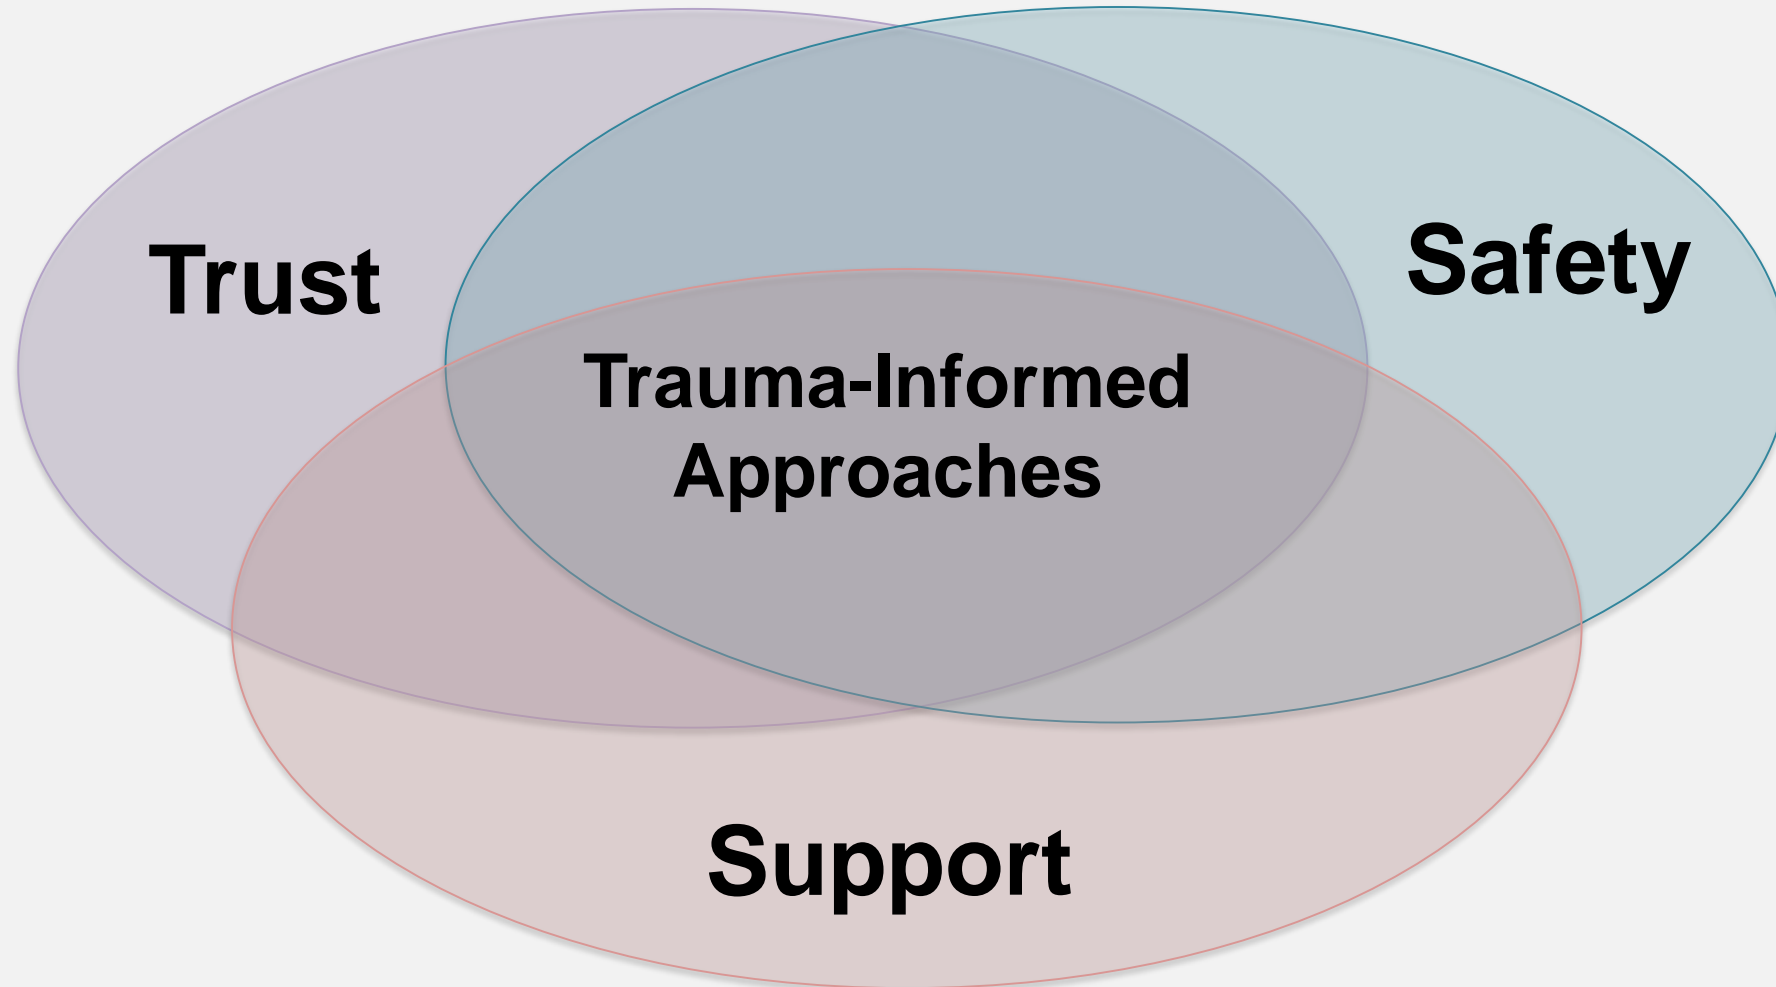 Trust
Safety
Trauma-Informed
Approaches
Support